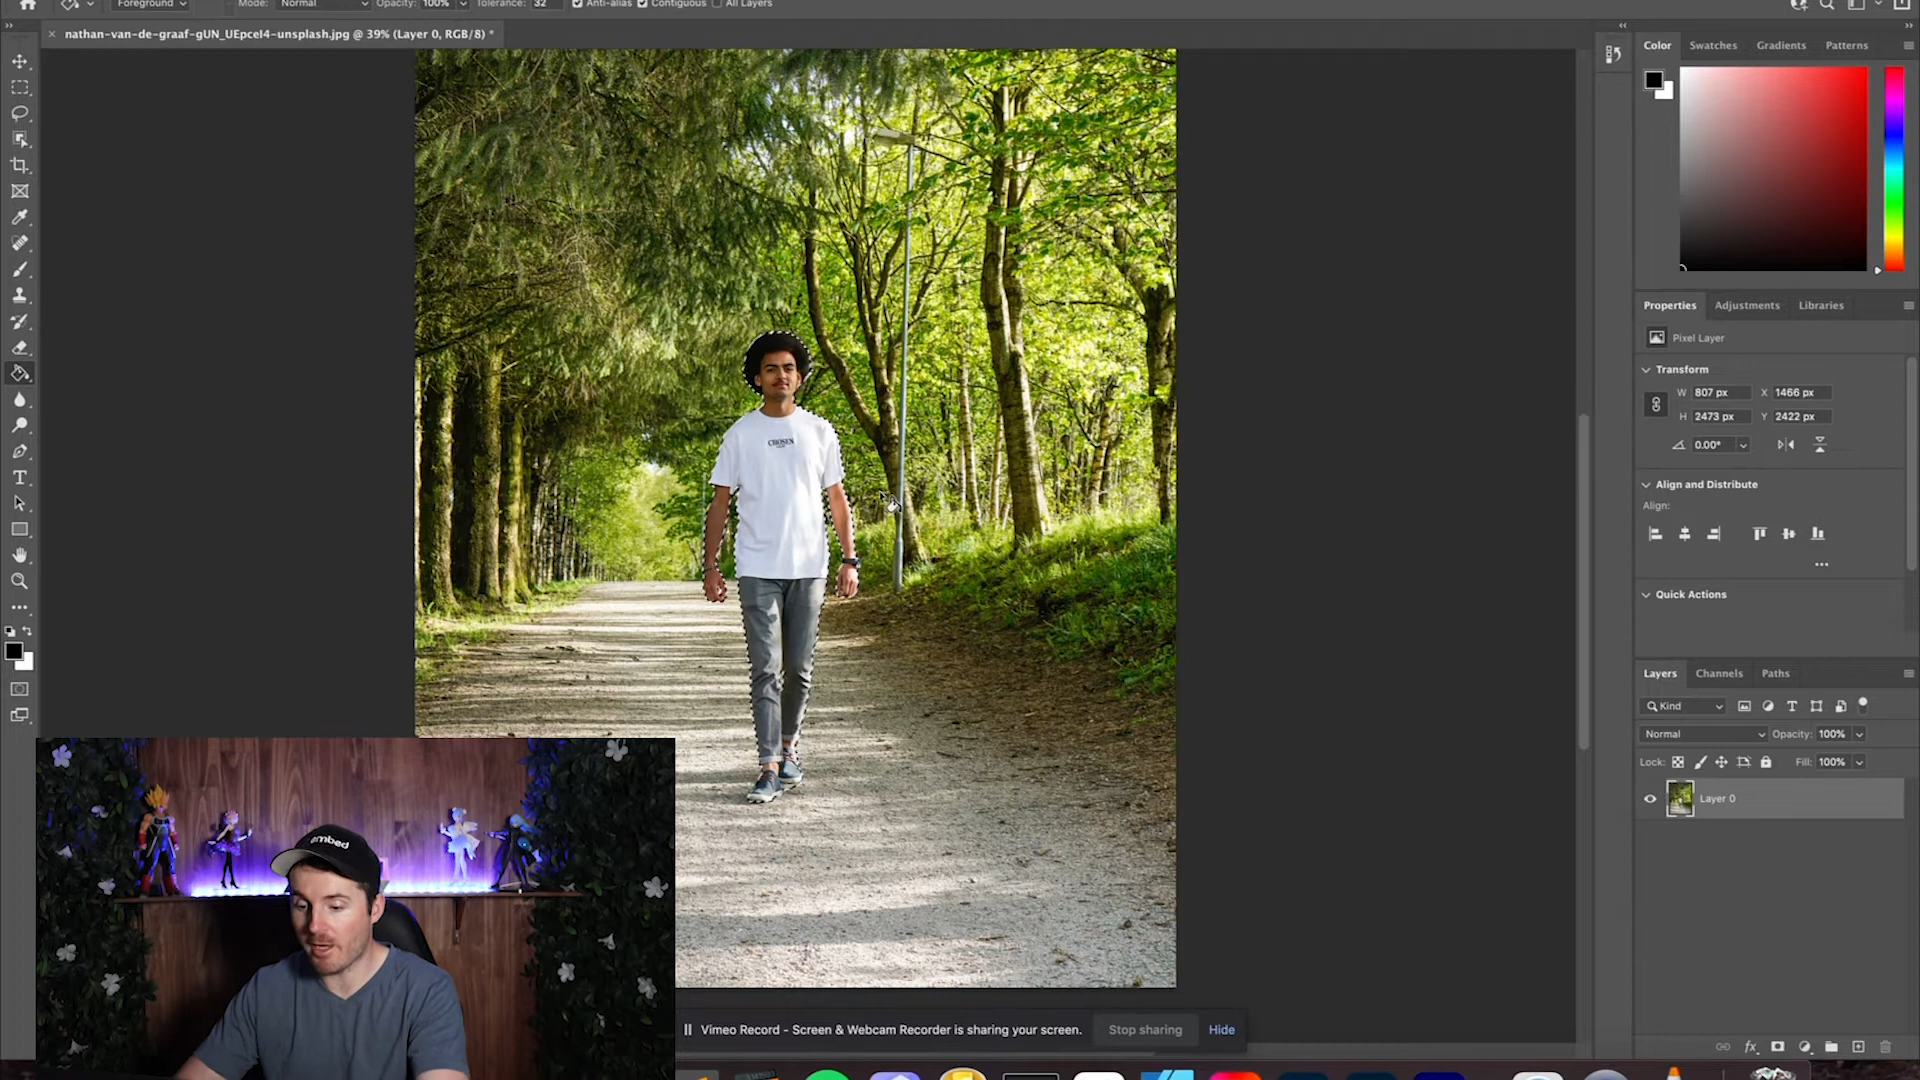 Foreground Mode: Normal Opacity: 100% Tolerance: 32 Anti-alias Contiguous All Layers
nathan-van-de-graaf-gUN_UEpceI4-unsplash.jpg @ 39% (Layer 0, RGB/8) *
Color Swatches Gradients Patterns
Properties Adjustments Libraries
Pixel Layer
Transform
W 807 px X 1466 px
H 2473 px Y 2422 px
0.00°
Align and Distribute
Align:
Quick Actions
Layers Channels Paths
Kind
Normal Opacity: 100%
Lock: Fill: 100%
Layer 0
CHOSEN
embed
Vimeo Record - Screen & Webcam Recorder is sharing your screen. Stop sharing Hide